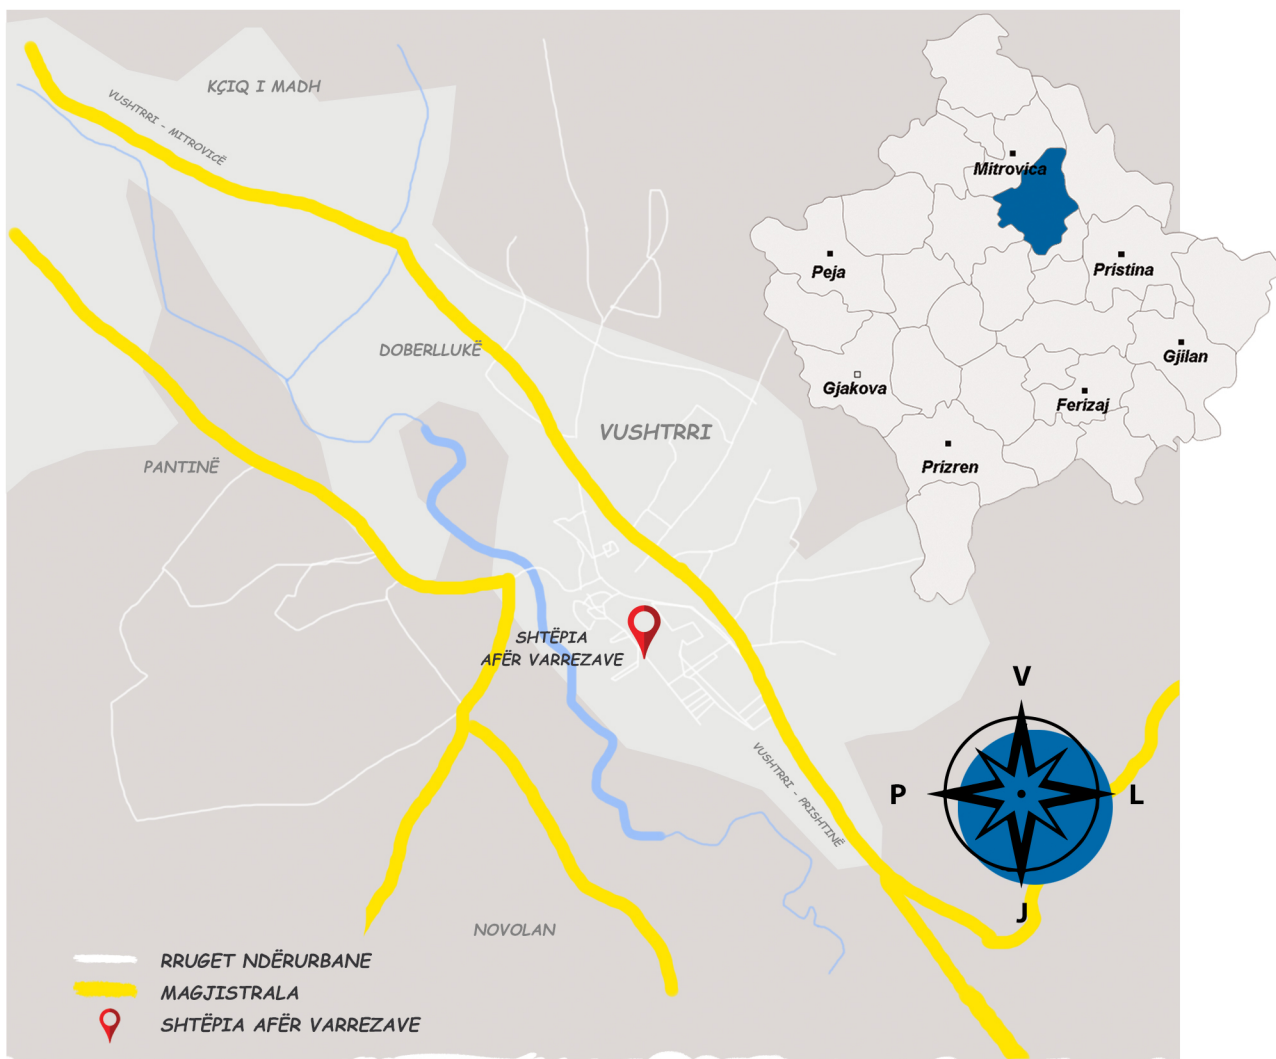 KÇIQ I MADH
VUSHTRRI - MITROVICË
DOBERLLUKË
VUSHTRRI
PANTINË
SHTËPIA
AFËR VARREZAVE
VUSHTRRI - PRISHTINË
NOVOLAN
Mitrovica
Peja
Pristina
Gjilan
Gjakova
Ferizaj
Prizren
V
P
L
J
RRUGET NDËRURBANE
MAGJISTRALA
SHTËPIA AFËR VARREZAVE